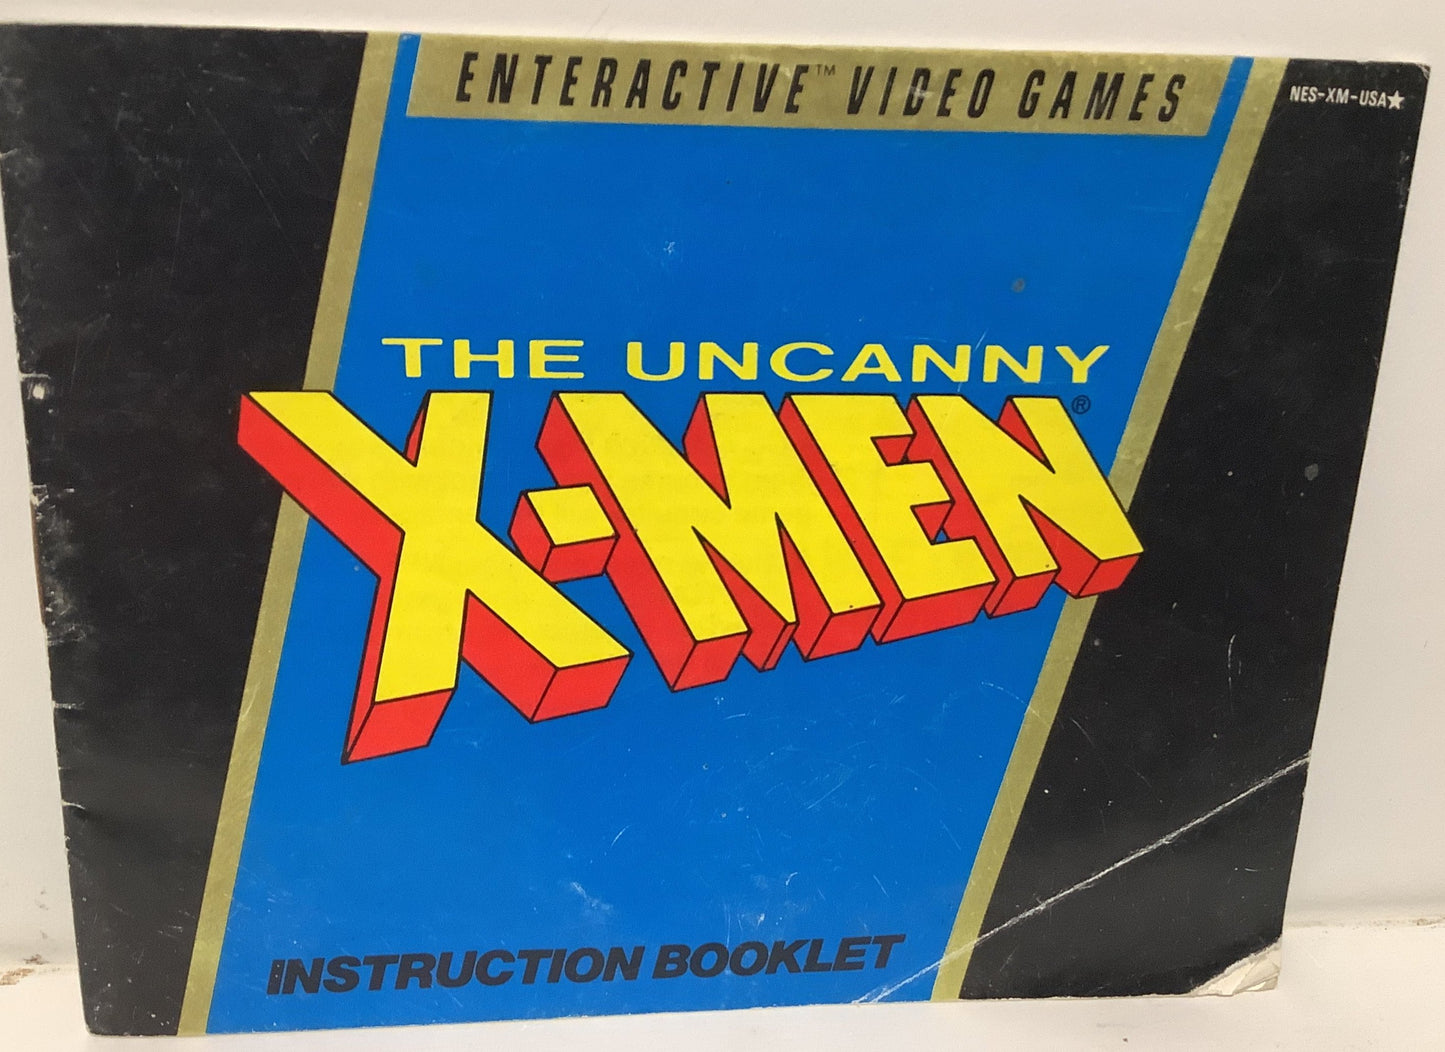 ENTERACTIVE™ VIDEO GAMES
NES-XM-USA★
THE UNCANNY
X-MEN®
INSTRUCTION BOOKLET